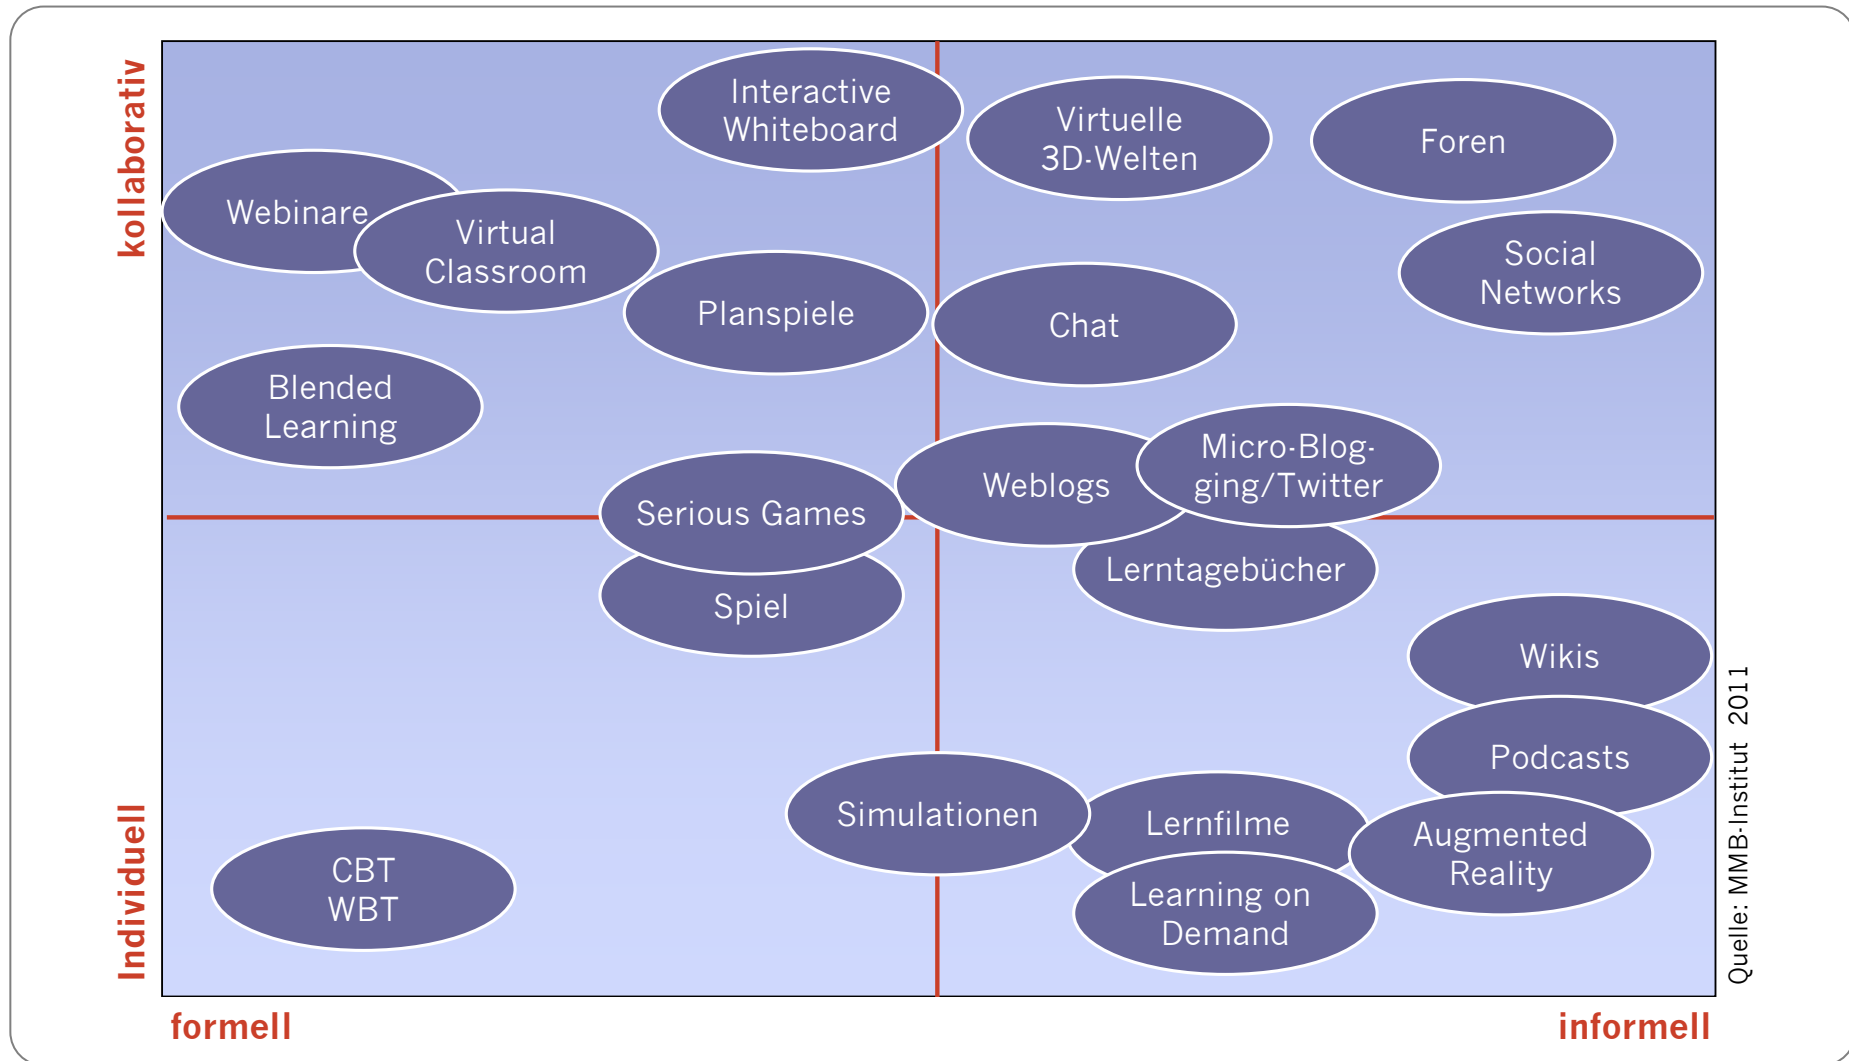 kolla­borativ
Interactive
Whiteboard
Virtuelle
3D-Welten
Foren
Webinare
Virtual
Classroom
Social
Networks
Planspiele
Chat
Blended
Learning
Micro-Blog-
ging/Twitter
Weblogs
Serious Games
Lerntagebücher
Spiel
Wikis
Podcasts
Simulationen
Lernfilme
Augmented
Reality
CBT
WBT
Learning on
Demand
Individuell
formell
informell
Quelle: MMB-Institut 2011